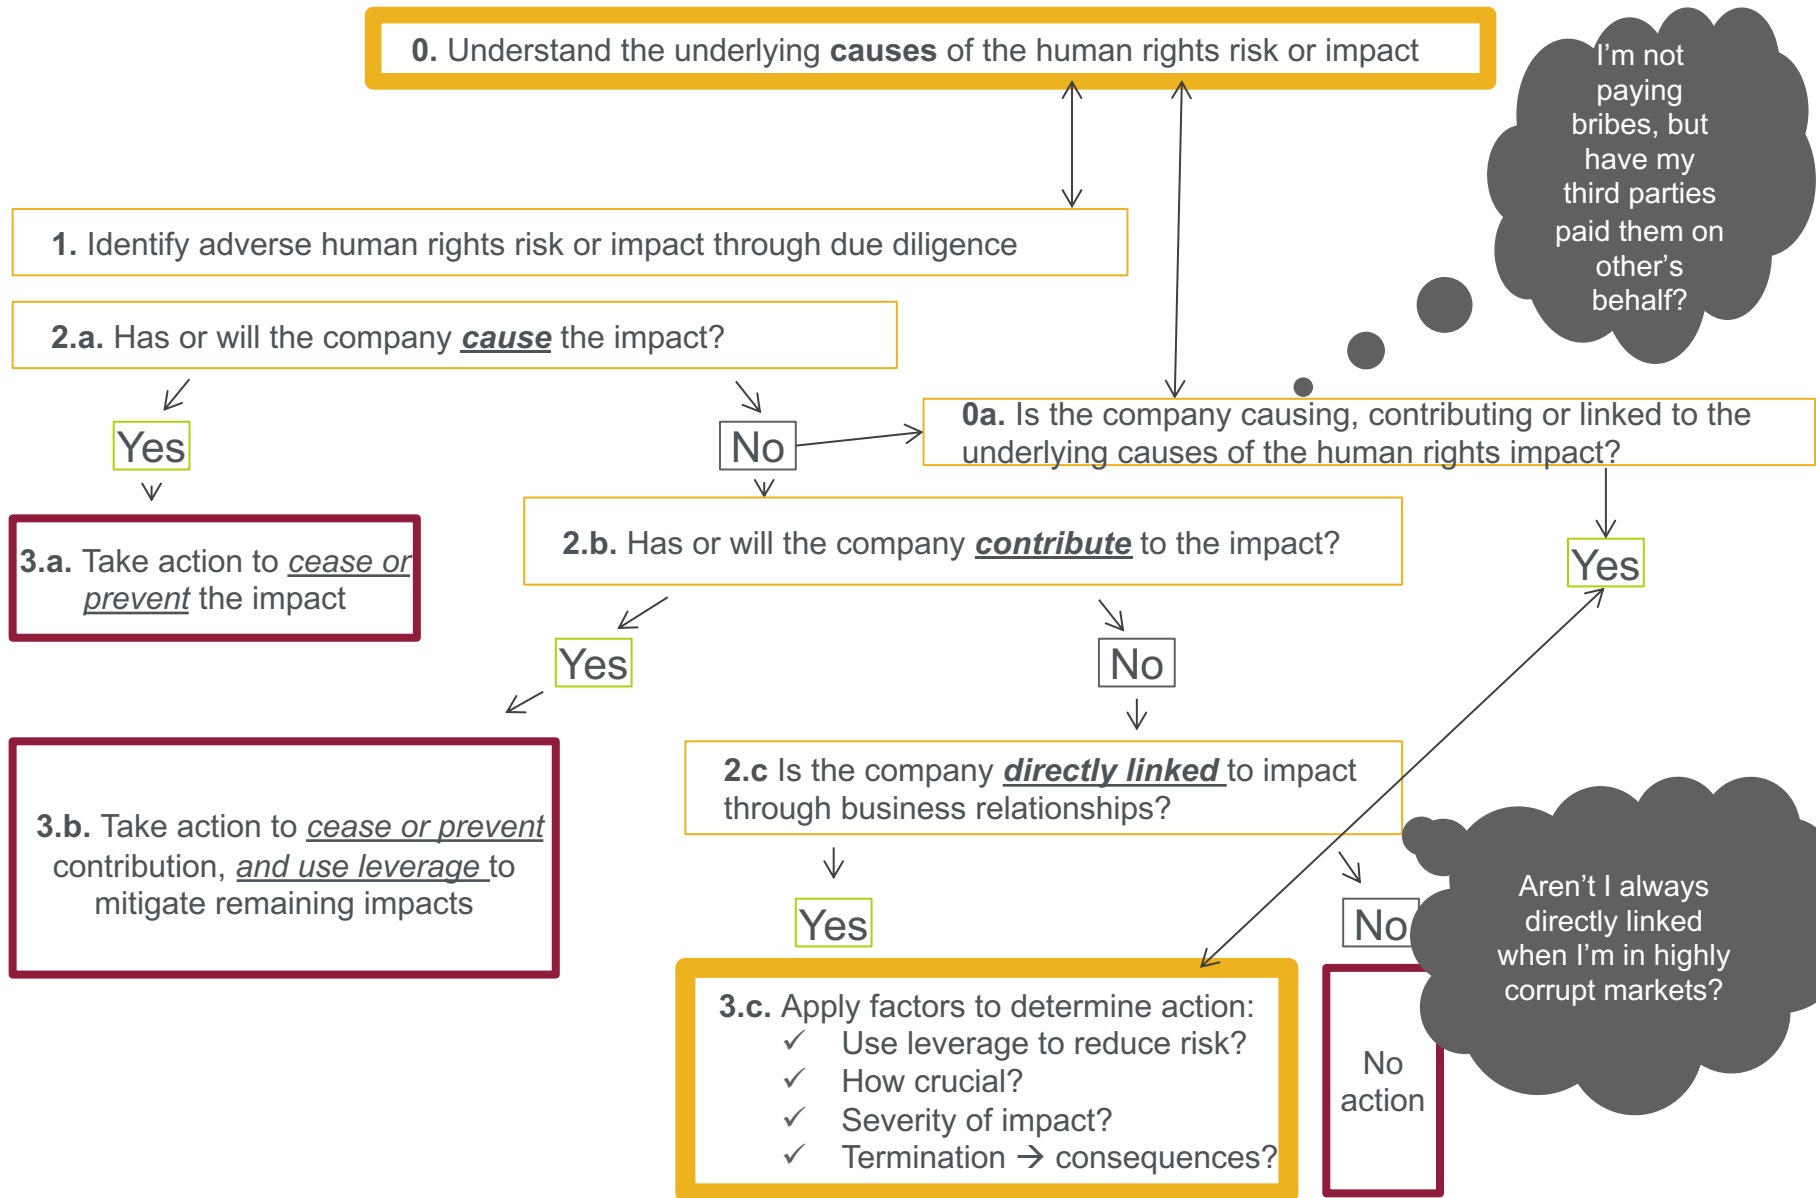 0. Understand the underlying causes of the human rights risk or impact
I'm not
paying
bribes, but
have my
third parties
paid them on
other's
behalf?
1. Identify adverse human rights risk or impact through due diligence
2.a. Has or will the company cause the impact?
Yes
No
0a. Is the company causing, contributing or linked to the
underlying causes of the human rights impact?
3.a. Take action to cease or
prevent the impact
2.b. Has or will the company contribute to the impact?
Yes
Yes
No
3.b. Take action to cease or prevent
contribution, and use leverage to
mitigate remaining impacts
2.c Is the company directly linked to impact
through business relationships?
Yes
No
Aren't I always
directly linked
when I'm in highly
corrupt markets?
3.c. Apply factors to determine action:
✓ Use leverage to reduce risk?
✓ How crucial?
✓ Severity of impact?
✓ Termination → consequences?
No
action